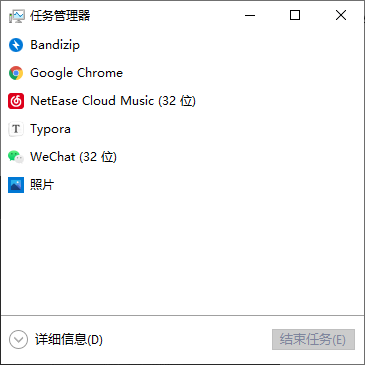 任务管理器
Bandizip
Google Chrome
NetEase Cloud Music (32 位)
Typora
WeChat (32 位)
照片
详细信息(D)
结束任务(E)